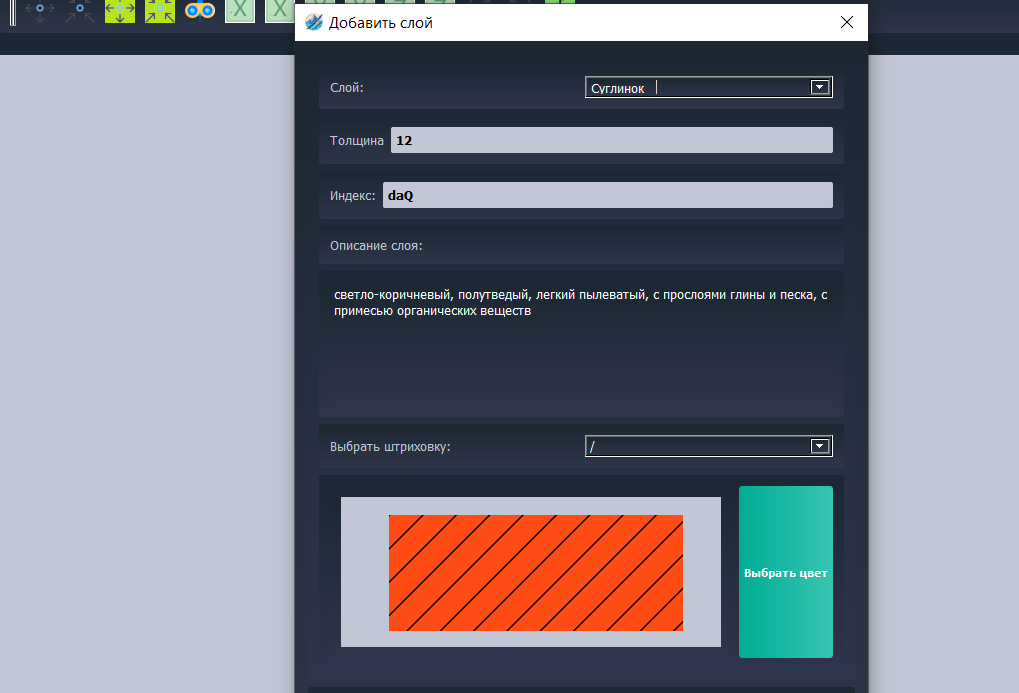 Добавить слой
Слой:
Суглинок
Толщина
12
Индекс:
daQ
Описание слоя:
светло-коричневый, полутведый, легкий пылеватый, с прослоями глины и песка, с
примесью органических веществ
Выбрать штриховку:
/
Выбрать цвет